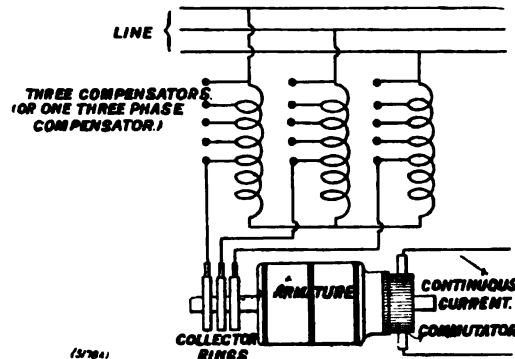 LINE
THREE COMPENSATORS.
(OR ONE THREE PHASE
COMPENSATOR.)
ARMATURE
CONTINUOUS
CURRENT.
COMMUTATOR
COLLECTOR
RINGS